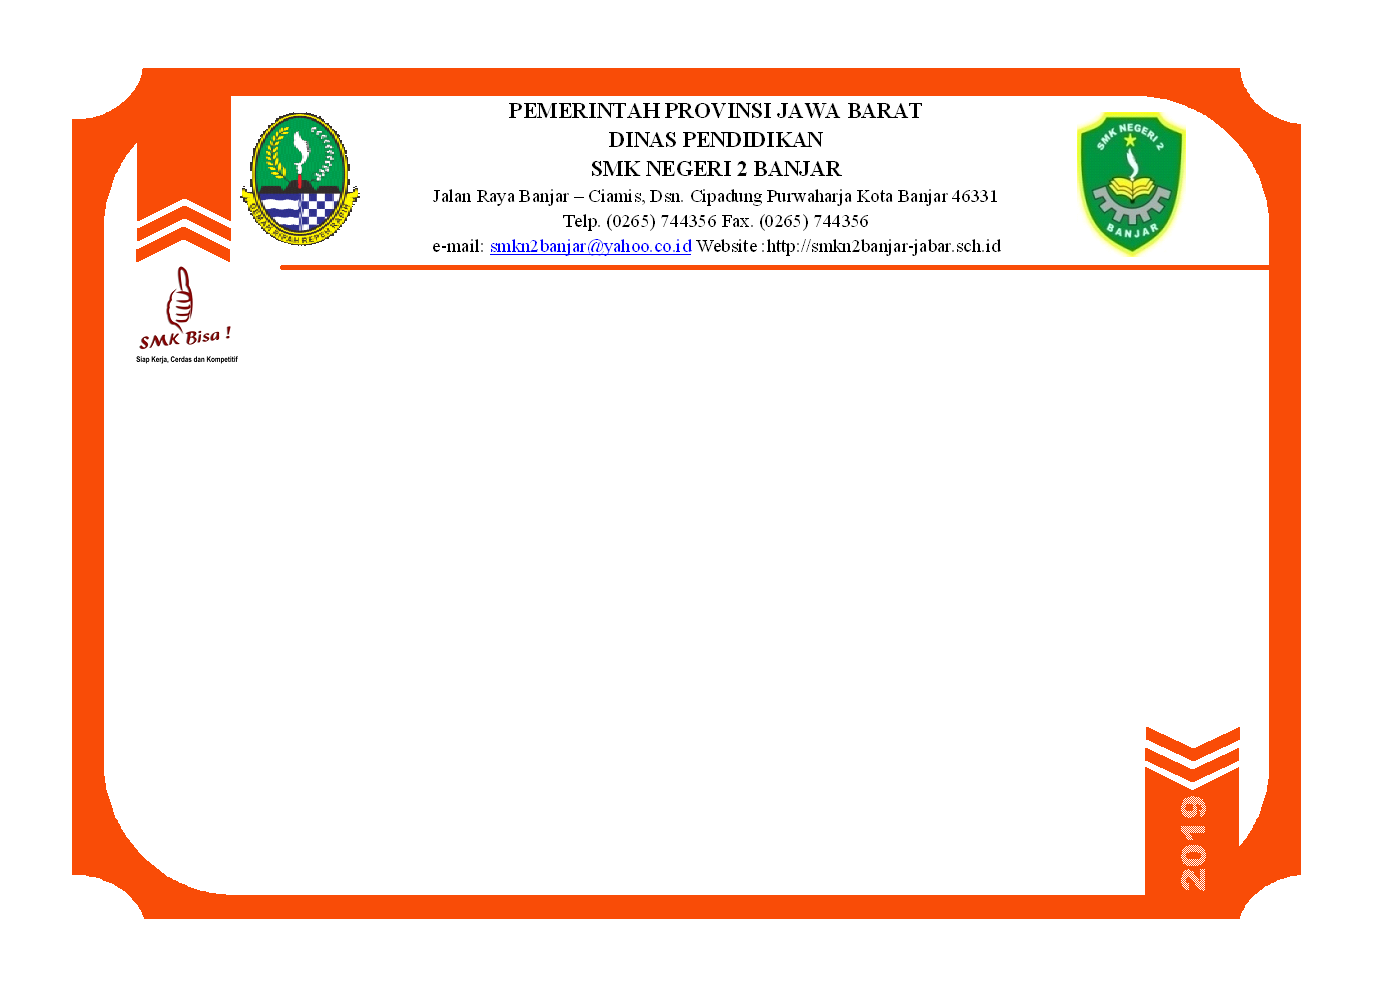 PEMERINTAH PROVINSI JAWA BARAT
DINAS PENDIDIKAN
SMK NEGERI 2 BANJAR
Jalan Raya Banjar – Ciamis, Dsn. Cipadung Purwaharja Kota Banjar 46331
Telp. (0265) 744356 Fax. (0265) 744356
e-mail: smkn2banjar@yahoo.co.id Website :http://smkn2banjar-jabar.sch.id
GEMAH RIPAH REPEH RAPIH
SMK NEGERI 2
BANJAR
SMK Bisa !
Siap Kerja, Cerdas dan Kompetitif
2019